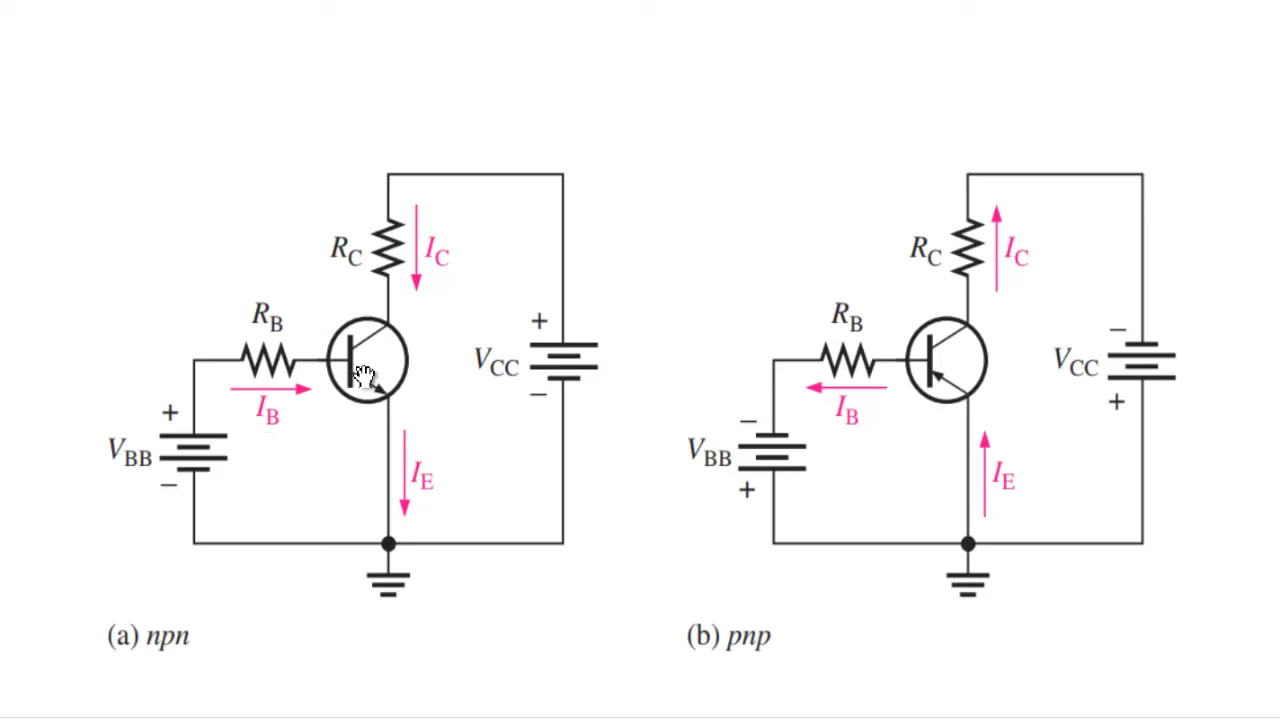 R_C I_C
R_B
+
V_CC
I_B
+
−
V_BB
I_E
−
(a) npn
R_C I_C
R_B
−
V_CC
I_B
+
−
V_BB
I_E
+
(b) pnp